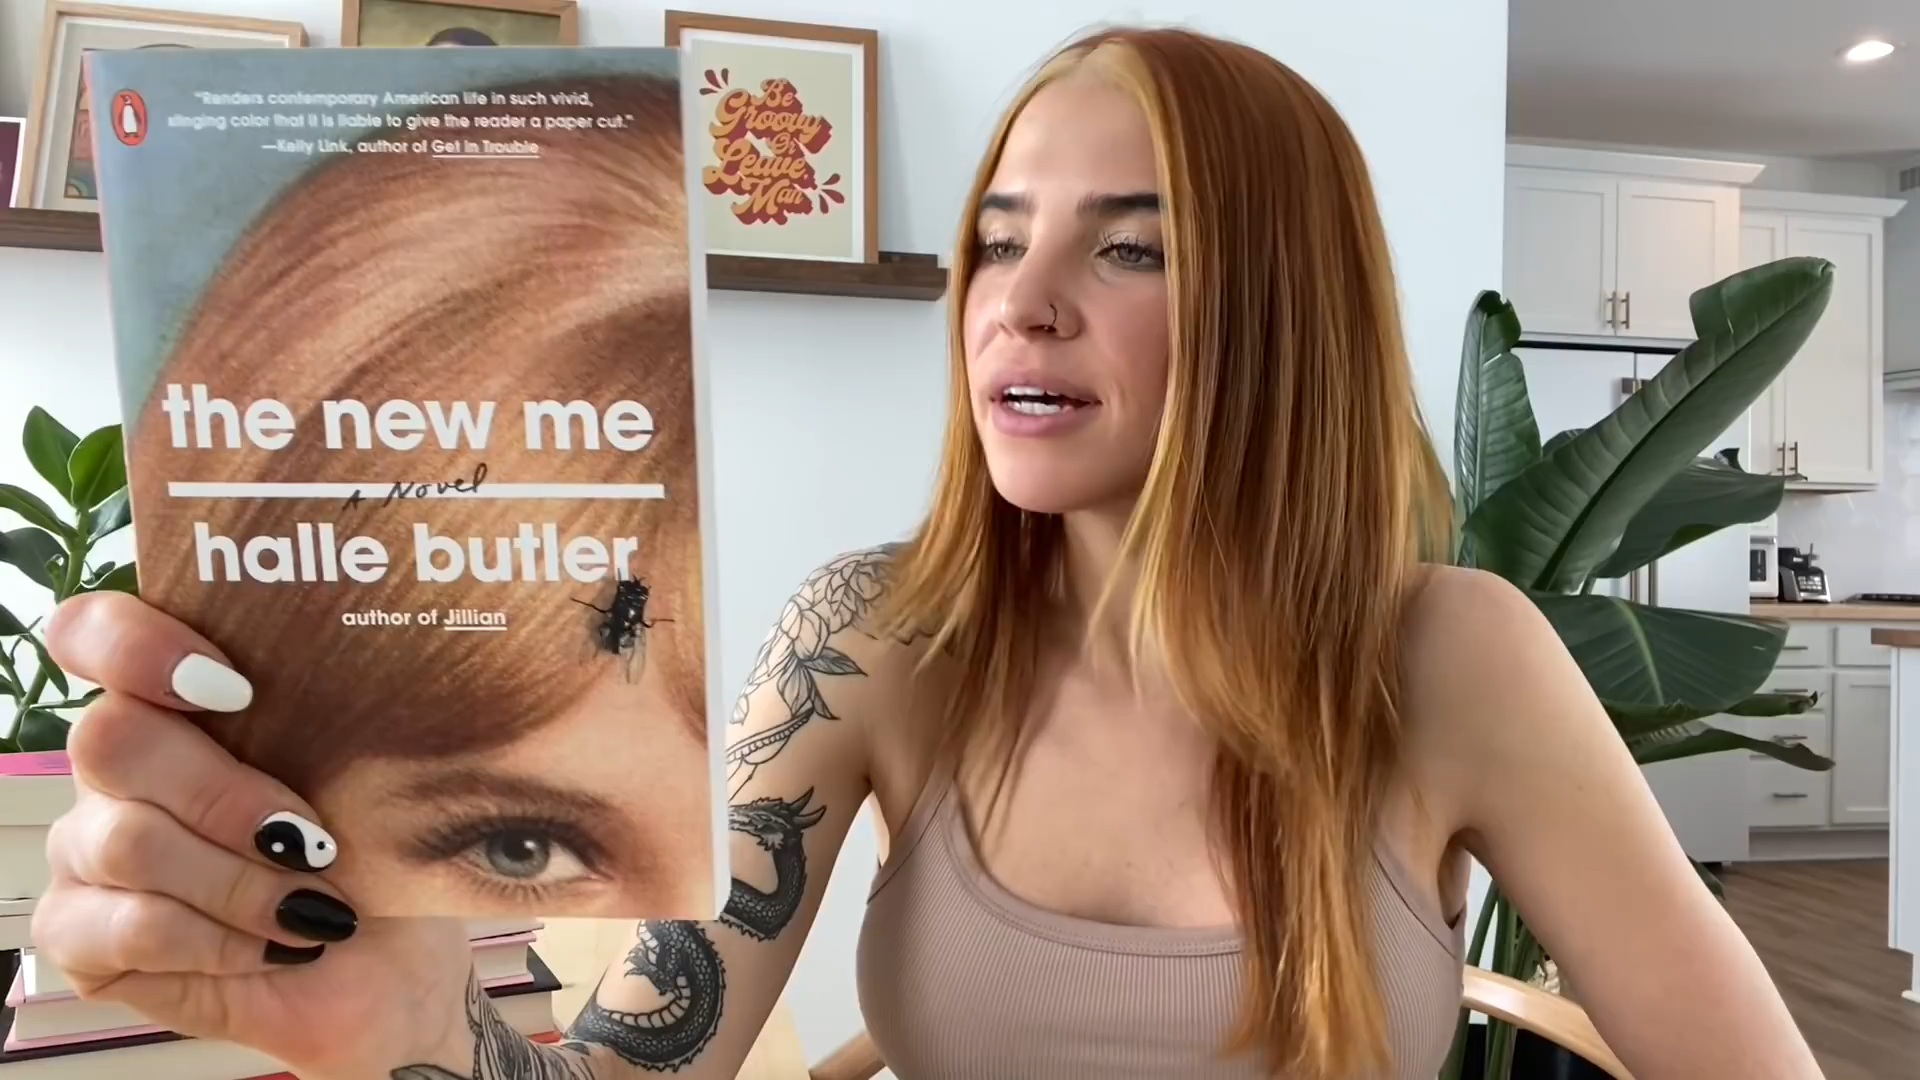 "Renders contemporary American life in such vivid,
stinging color that it is liable to give the reader a paper cut."
—Kelly Link, author of Get in Trouble
the new me
A Novel
halle butler
author of Jillian
Be
Groovy
Or
Leave,
Man